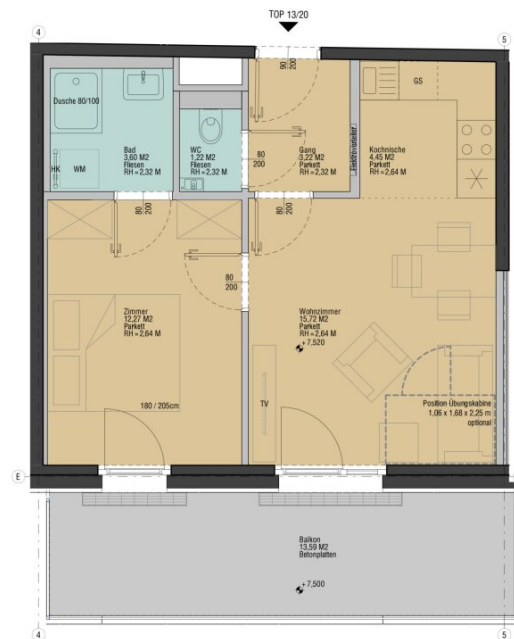 TOP 13/20
4
5
90
200
GS
Dusche 80/100
Bad
3,60 M2
Fliesen
RH = 2,32 M
WC
1,22 M2
Fliesen
RH = 2,32 M
Gang
3,22 M2
Parkett
RH = 2,32 M
Kochnische
4,45 M2
Parkett
RH = 2,64 M
80
200
HK
WM
80
200
80
200
80
200
Zimmer
12,27 M2
Parkett
RH = 2,64 M
Wohnzimmer
15,72 M2
Parkett
RH = 2,64 M
+7,520
180 / 205cm
TV
Position Übungskabine
1,06 x 1,68 x 2,25 m
optional
E
Balkon
13,59 M2
Betonplatten
+7,500
4
5